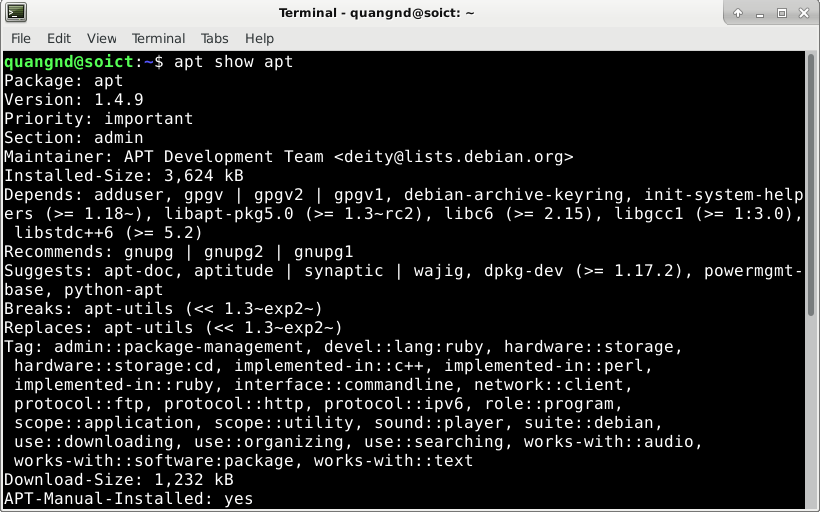 Terminal - quangnd@soict: ~
File Edit View Terminal Tabs Help
quangnd@soict:~$ apt show apt
Package: apt
Version: 1.4.9
Priority: important
Section: admin
Maintainer: APT Development Team <deity@lists.debian.org>
Installed-Size: 3,624 kB
Depends: adduser, gpgv | gpgv2 | gpgv1, debian-archive-keyring, init-system-help
ers (>= 1.18~), libapt-pkg5.0 (>= 1.3~rc2), libc6 (>= 2.15), libgcc1 (>= 1:3.0),
 libstdc++6 (>= 5.2)
Recommends: gnupg | gnupg2 | gnupg1
Suggests: apt-doc, aptitude | synaptic | wajig, dpkg-dev (>= 1.17.2), powermgmt-
base, python-apt
Breaks: apt-utils (<< 1.3~exp2~)
Replaces: apt-utils (<< 1.3~exp2~)
Tag: admin::package-management, devel::lang:ruby, hardware::storage,
 hardware::storage:cd, implemented-in::c++, implemented-in::perl,
 implemented-in::ruby, interface::commandline, network::client,
 protocol::ftp, protocol::http, protocol::ipv6, role::program,
 scope::application, scope::utility, sound::player, suite::debian,
 use::downloading, use::organizing, use::searching, works-with::audio,
 works-with::software:package, works-with::text
Download-Size: 1,232 kB
APT-Manual-Installed: yes